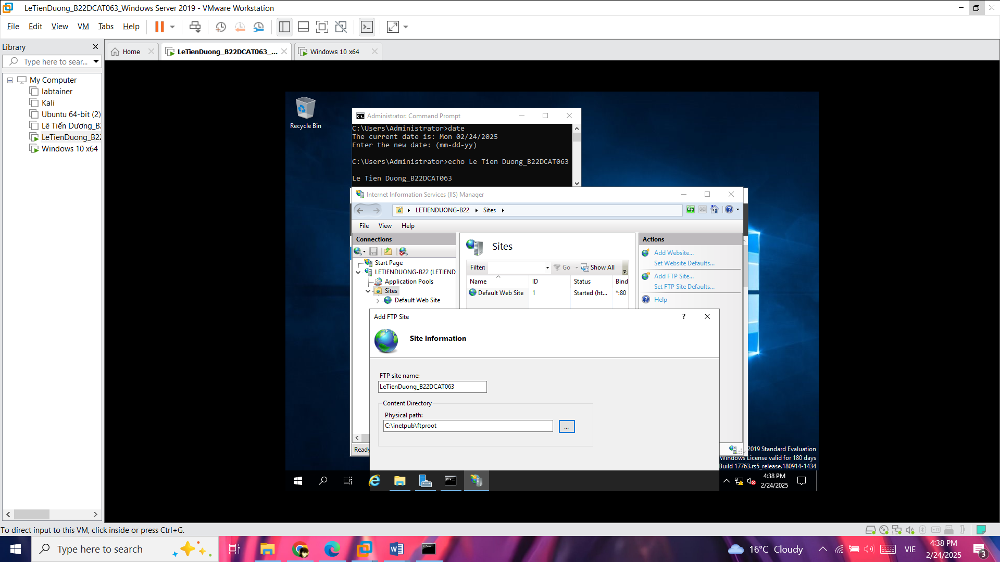 LeTienDuong_B22DCAT063_Windows Server 2019 - VMware Workstation
File Edit View VM Tabs Help
Library
Type here to sear...
Home
LeTienDuong_B22DCAT063_...
Windows 10 x64
My Computer
labtainer
Kali
Ubuntu 64-bit (2)
Lê Tiến Dương_B2
LeTienDuong_B22
Windows 10 x64
Recycle Bin
Administrator: Command Prompt
C:\Users\Administrator>date
The current date is: Mon 02/24/2025
Enter the new date: (mm-dd-yy)
C:\Users\Administrator>echo Le Tien Duong_B22DCAT063
Le Tien Duong_B22DCAT063
Internet Information Services (IIS) Manager
LETIENDUONG-B22 Sites
File View Help
Connections
Start Page
LETIENDUONG-B22 (LETIEND
Application Pools
Sites
Default Web Site
Sites
Filter: Go Show All
Name ID Status Bind
Default Web Site 1 Started (ht... *:80
Actions
Add Website...
Set Website Defaults...
Add FTP Site...
Set FTP Site Defaults...
Help
Add FTP Site ?
Site Information
FTP site name:
LeTienDuong_B22DCAT063
Content Directory
Physical path:
C:\inetpub\ftproot
...
Ready
2019 Standard Evaluation
Windows License valid for 180 days
Build 17763.rs5_release.180914-1434
4:38 PM
2/24/2025
To direct input to this VM, click inside or press Ctrl+G.
Type here to search
16°C Cloudy
VIE
4:38 PM
2/24/2025
3